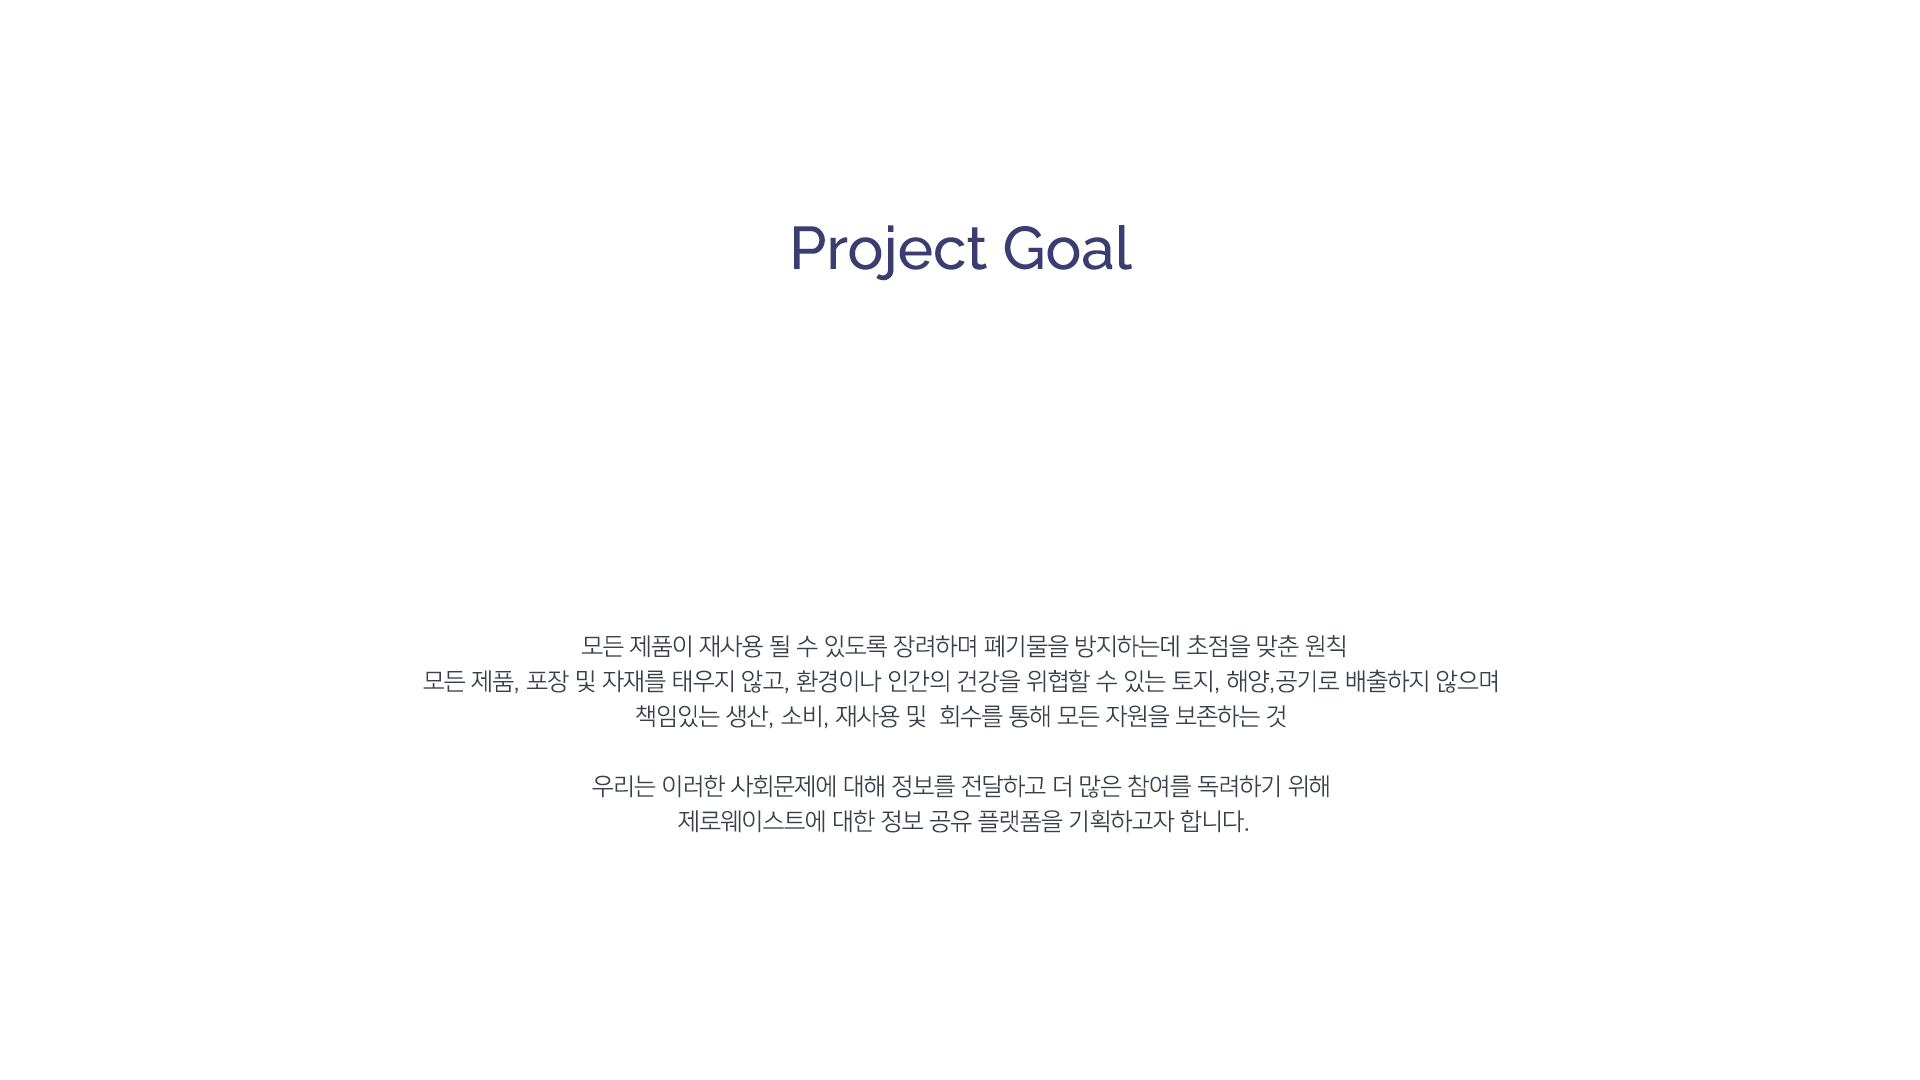 Project Goal
모든 제품이 재사용 될 수 있도록 장려하며 폐기물을 방지하는데 초점을 맞춘 원칙
모든 제품, 포장 및 자재를 태우지 않고, 환경이나 인간의 건강을 위협할 수 있는 토지, 해양,공기로 배출하지 않으며
책임있는 생산, 소비, 재사용 및  회수를 통해 모든 자원을 보존하는 것
우리는 이러한 사회문제에 대해 정보를 전달하고 더 많은 참여를 독려하기 위해
제로웨이스트에 대한 정보 공유 플랫폼을 기획하고자 합니다.